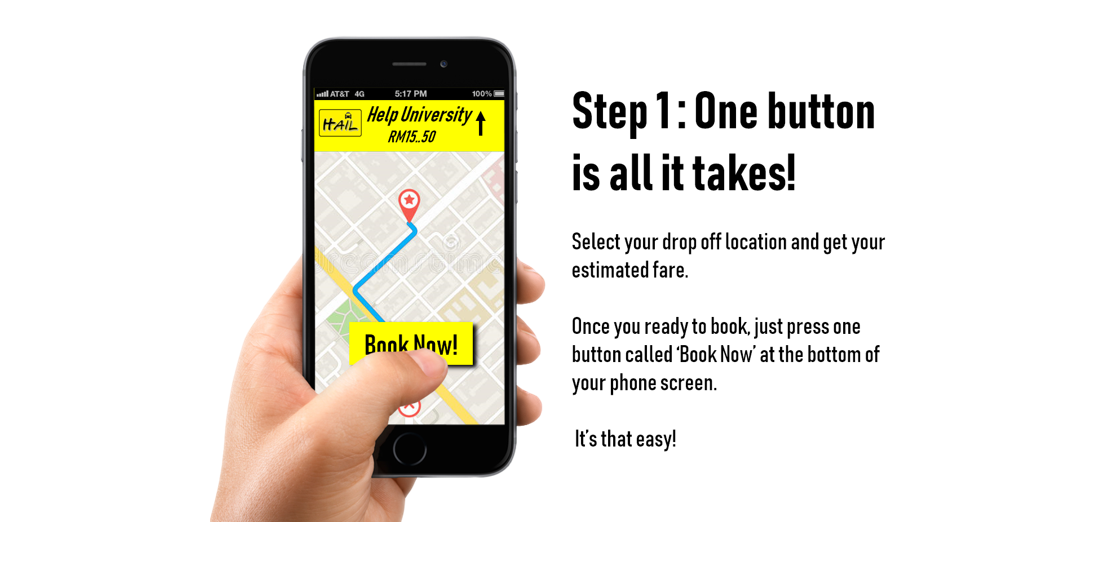 AT&T 4G 5:17 PM 100%
HAIL
Help University
RM15..50
Book Now!
Step 1: One button
is all it takes!
Select your drop off location and get your
estimated fare.
Once you ready to book, just press one
button called ‘Book Now’ at the bottom of
your phone screen.
It’s that easy!